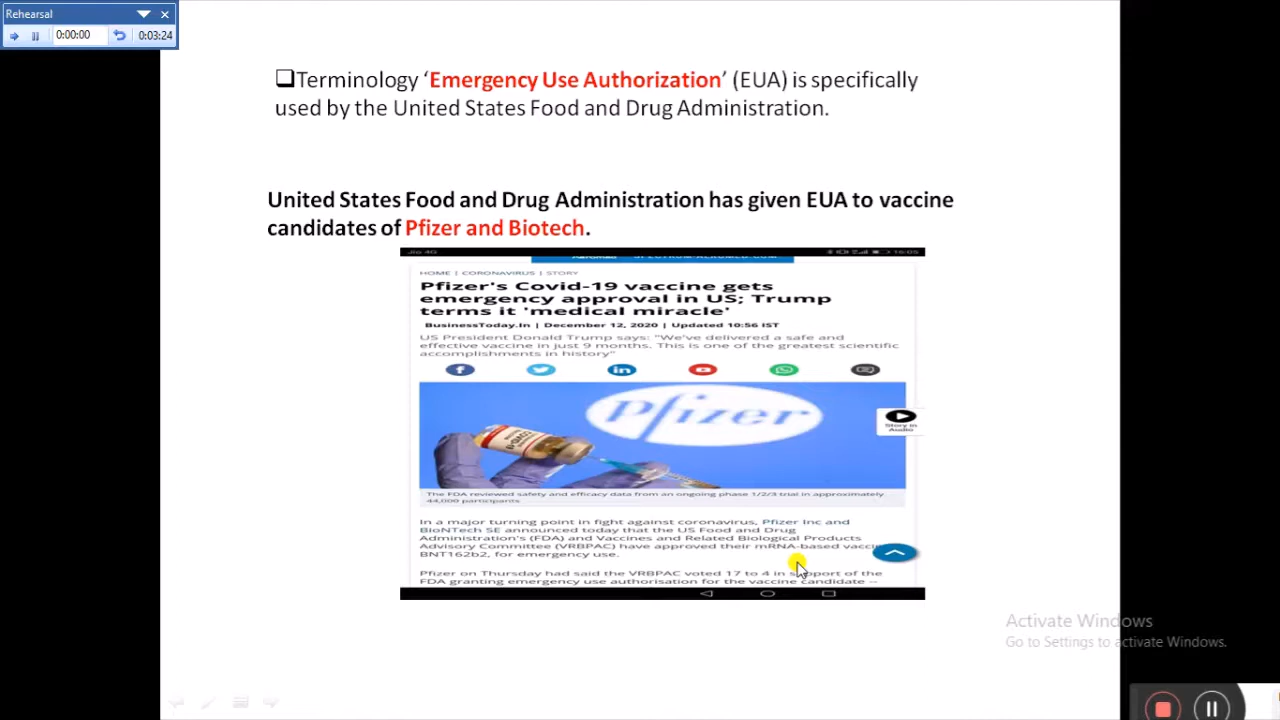 Rehearsal
0:00:00
0:03:24
Terminology ‘Emergency Use Authorization’ (EUA) is specifically
used by the United States Food and Drug Administration.
United States Food and Drug Administration has given EUA to vaccine
candidates of Pfizer and Biotech.
Jio 4G
16:05
HOME | CORONAVIRUS | STORY
Pfizer's Covid-19 vaccine gets
emergency approval in US; Trump
terms it 'medical miracle'
BusinessToday.In | December 12, 2020 | Updated 10:56 IST
US President Donald Trump says: "We've delivered a safe and
effective vaccine in just 9 months. This is one of the greatest scientific
accomplishments in history"
Pfizer
Story in
Audio
The FDA reviewed safety and efficacy data from an ongoing phase 1/2/3 trial in approximately
44,000 participants
In a major turning point in fight against coronavirus, Pfizer Inc and
BioNTech SE announced today that the US Food and Drug
Administration's (FDA) and Vaccines and Related Biological Products
Advisory Committee (VRBPAC) have approved their mRNA-based
BNT162b2, for emergency use.
Pfizer on Thursday had said the VRBPAC voted 17 to 4 in support of the
FDA granting emergency use authorisation for the vaccine candidate --
Activate Windows
Go to Settings to activate Windows.